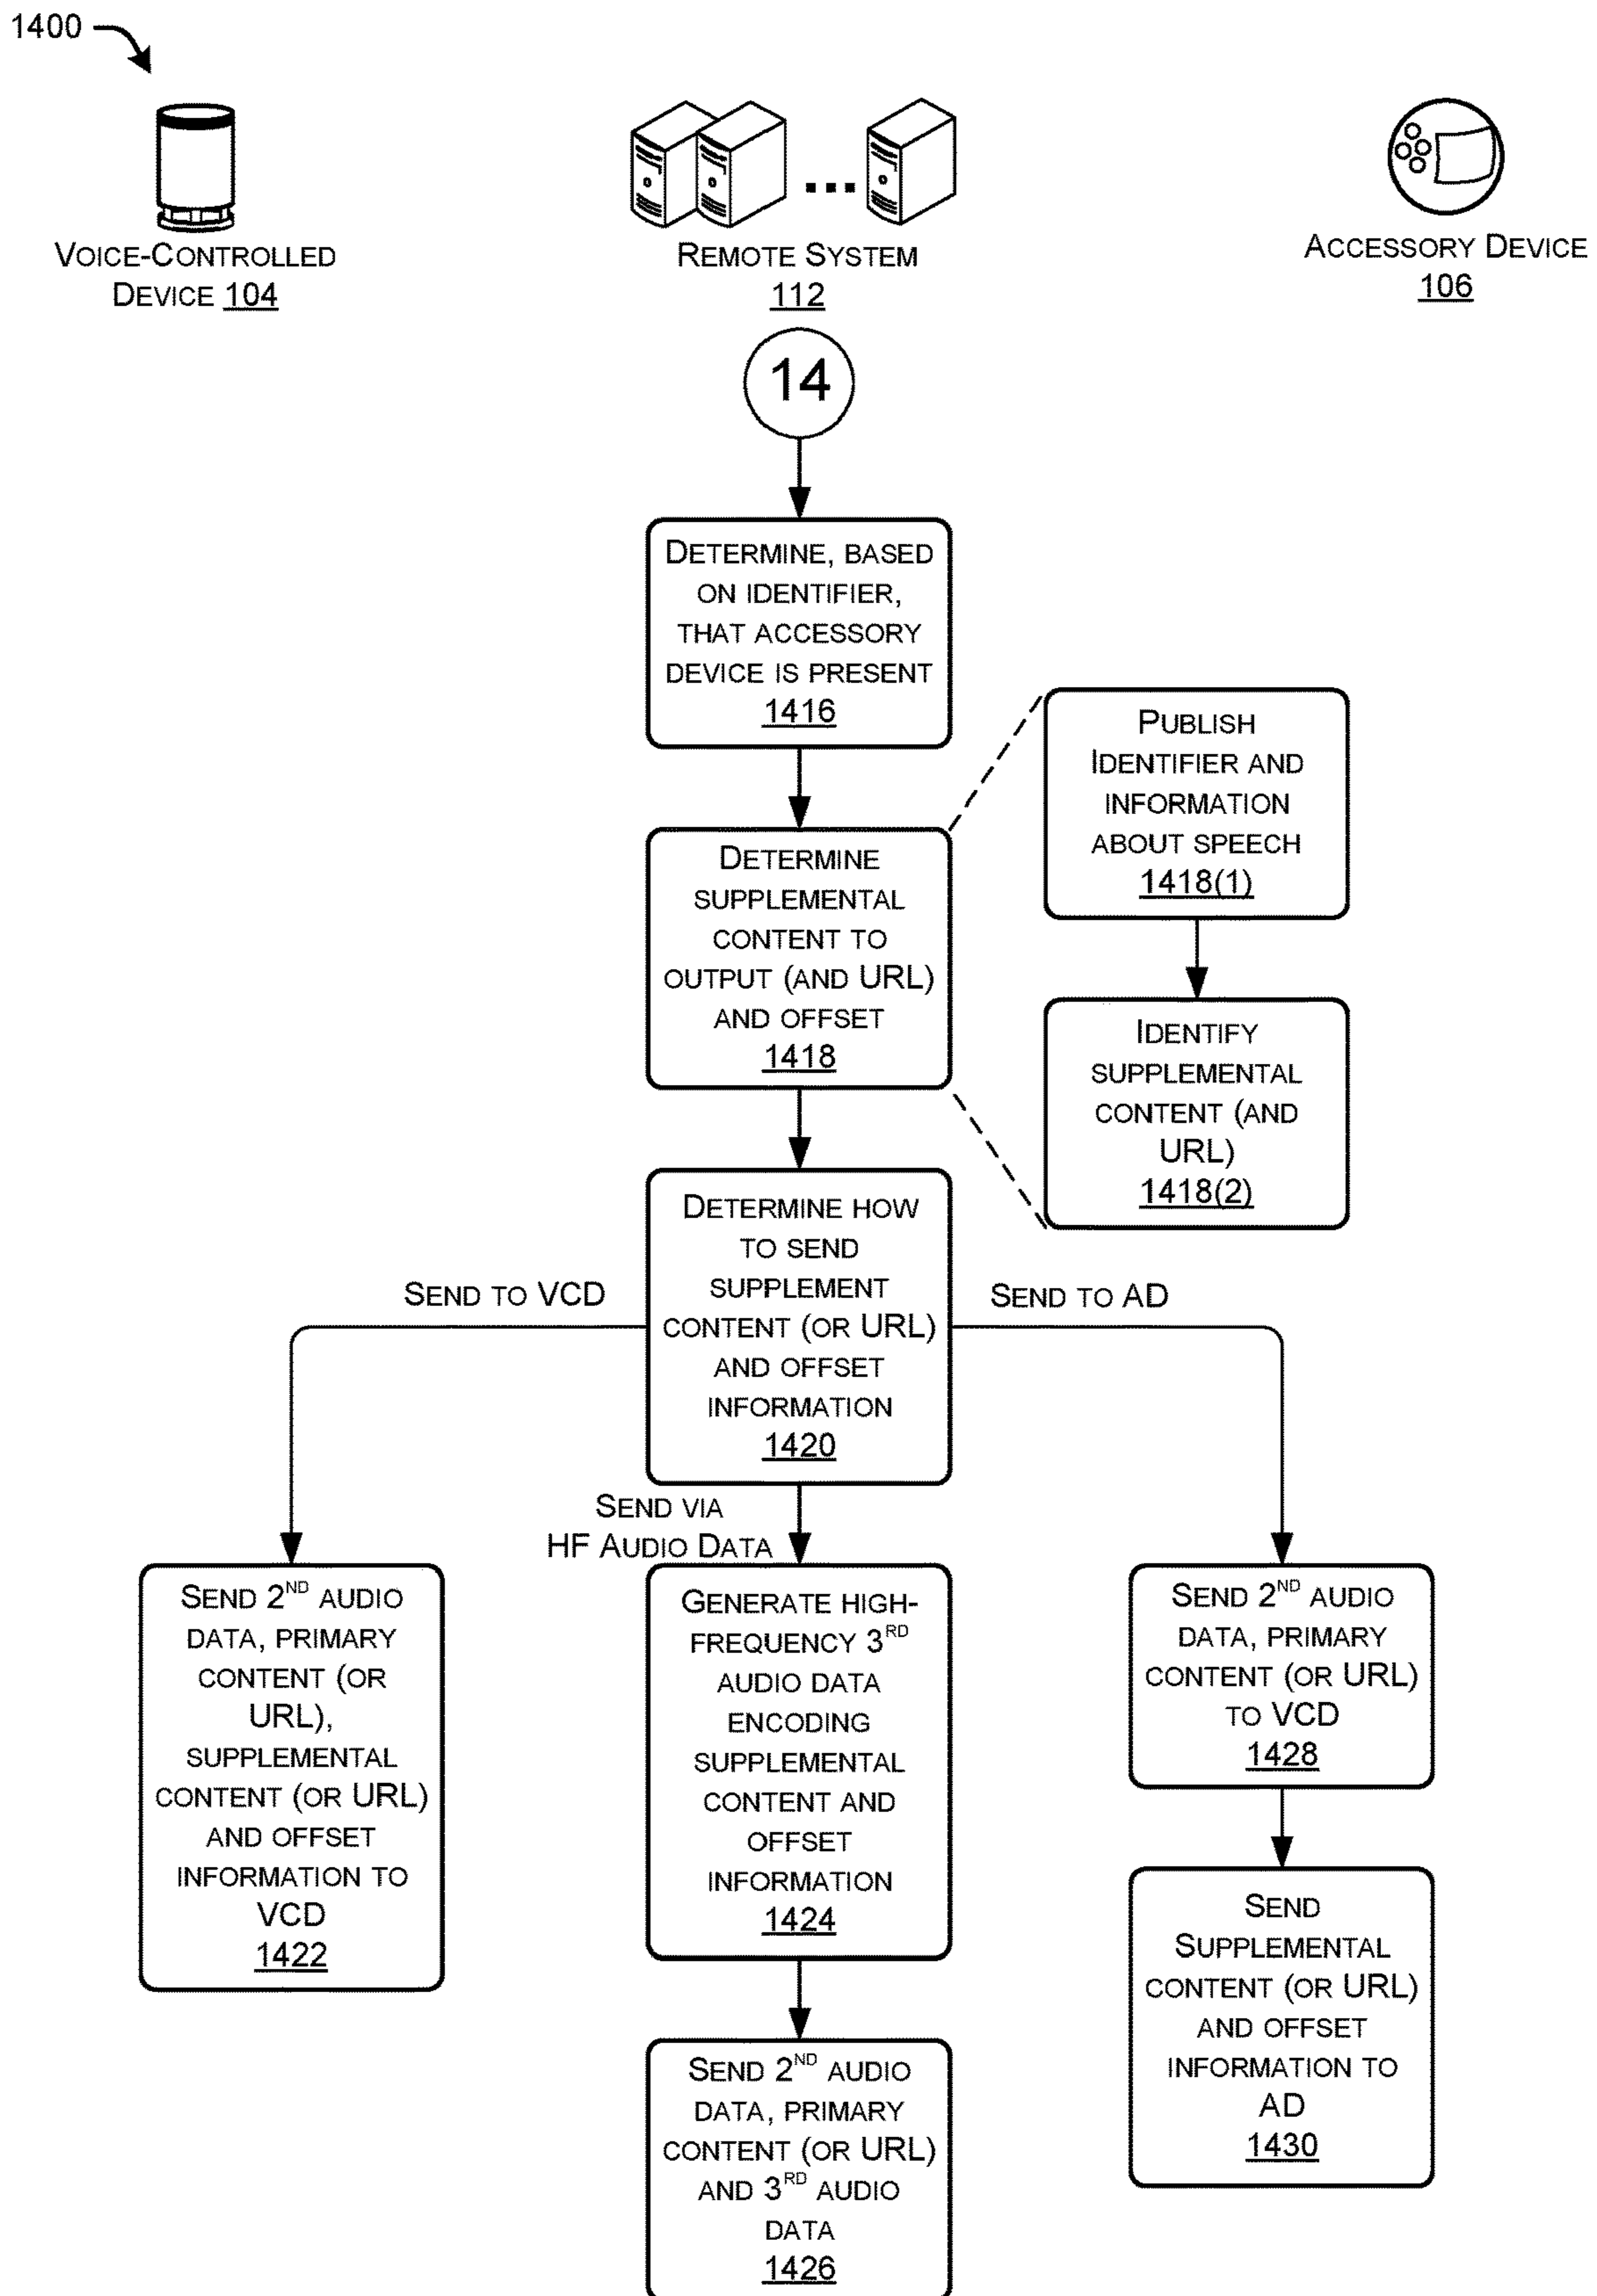 1400
VOICE-CONTROLLED
DEVICE 104
REMOTE SYSTEM
112
ACCESSORY DEVICE
106
14
DETERMINE, BASED
ON IDENTIFIER,
THAT ACCESSORY
DEVICE IS PRESENT
1416
PUBLISH
IDENTIFIER AND
INFORMATION
ABOUT SPEECH
1418(1)
DETERMINE
SUPPLEMENTAL
CONTENT TO
OUTPUT (AND URL)
AND OFFSET
1418
IDENTIFY
SUPPLEMENTAL
CONTENT (AND
URL)
1418(2)
DETERMINE HOW
TO SEND
SUPPLEMENT
CONTENT (OR URL)
AND OFFSET
INFORMATION
1420
SEND TO VCD
SEND TO AD
SEND VIA
HF AUDIO DATA
SEND 2ND AUDIO
DATA, PRIMARY
CONTENT (OR
URL),
SUPPLEMENTAL
CONTENT (OR URL)
AND OFFSET
INFORMATION TO
VCD
1422
GENERATE HIGH-
FREQUENCY 3RD
AUDIO DATA
ENCODING
SUPPLEMENTAL
CONTENT AND
OFFSET
INFORMATION
1424
SEND 2ND AUDIO
DATA, PRIMARY
CONTENT (OR URL)
TO VCD
1428
SEND
SUPPLEMENTAL
CONTENT (OR URL)
AND OFFSET
INFORMATION TO
AD
1430
SEND 2ND AUDIO
DATA, PRIMARY
CONTENT (OR URL)
AND 3RD AUDIO
DATA
1426